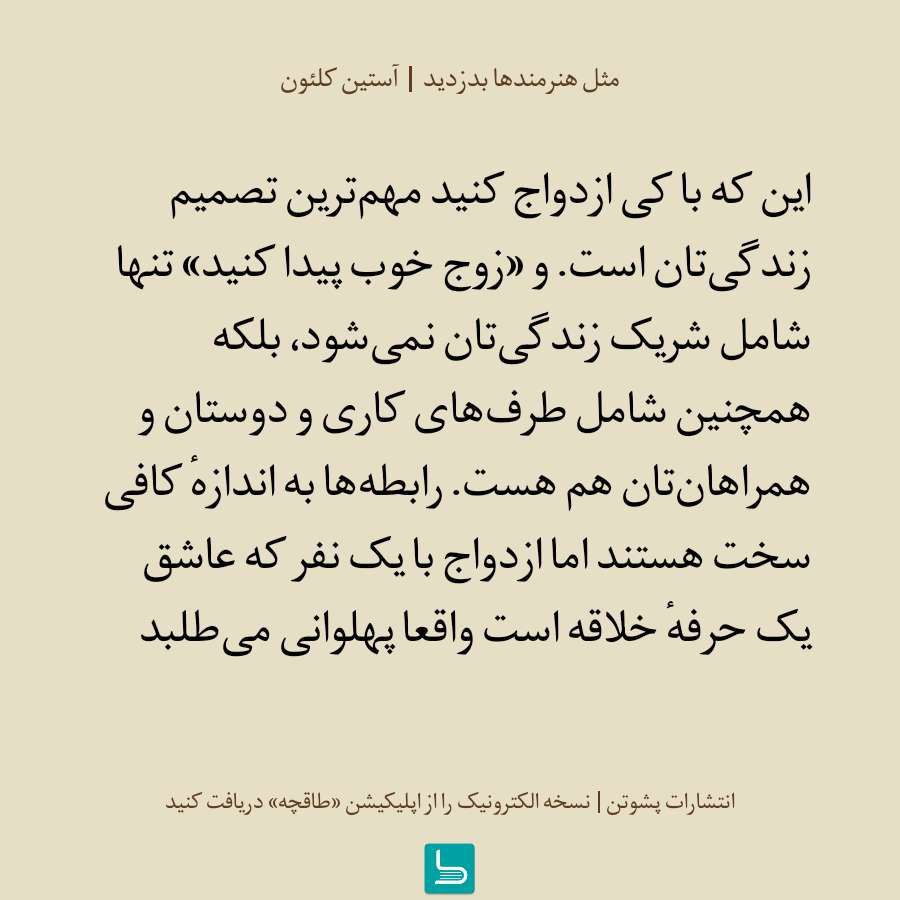 مثل هنرمندها بدزدید | آستین کلئون
این که با کی ازدواج کنید مهم‌ترین تصمیم
زندگی‌تان است. و «زوج خوب پیدا کنید» تنها
شامل شریک زندگی‌تان نمی‌شود، بلکه
همچنین شامل طرف‌های کاری و دوستان و
همراهان‌تان هم هست. رابطه‌ها به اندازهٔ کافی
سخت هستند اما ازدواج با یک نفر که عاشق
یک حرفهٔ خلاقه است واقعا پهلوانی می‌طلبد
انتشارات پشوتن | نسخه الکترونیک را از اپلیکیشن «طاقچه» دریافت کنید